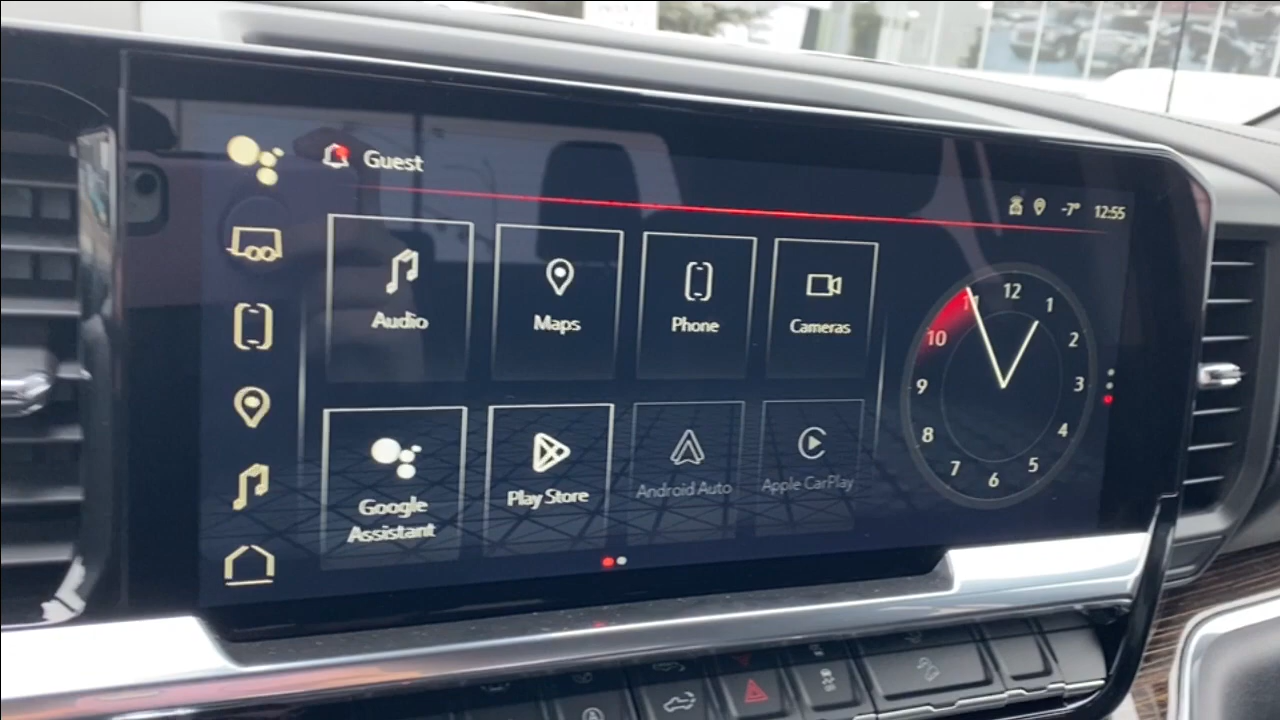 Guest
-7° 12:55
Audio
Maps
Phone
Cameras
Google
Assistant
Play Store
Android Auto
Apple CarPlay
12
1
2
3
4
5
6
7
8
9
10
11